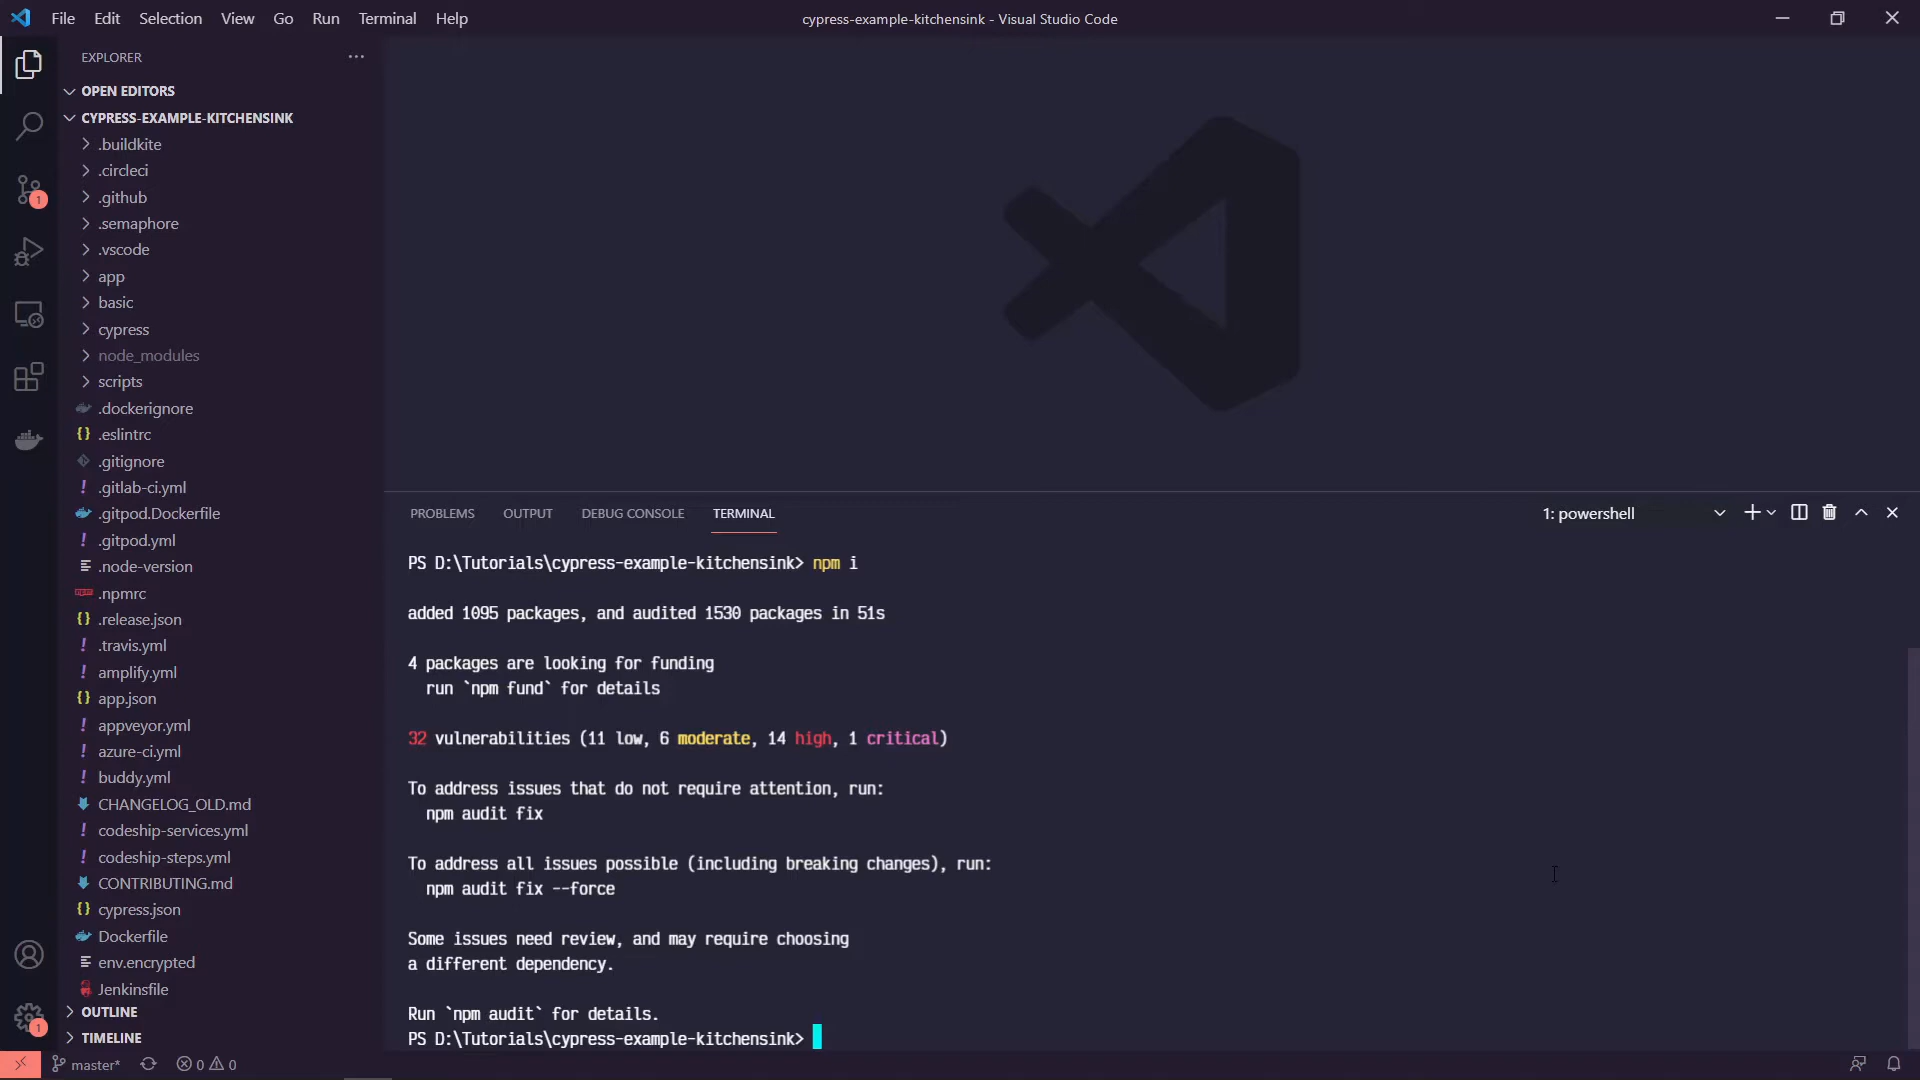 File Edit Selection View Go Run Terminal Help
cypress-example-kitchensink - Visual Studio Code
EXPLORER
OPEN EDITORS
CYPRESS-EXAMPLE-KITCHENSINK
.buildkite
.circleci
.github
.semaphore
.vscode
app
basic
cypress
node_modules
scripts
.dockerignore
.eslintrc
.gitignore
.gitlab-ci.yml
.gitpod.Dockerfile
.gitpod.yml
.node-version
.npmrc
.release.json
.travis.yml
amplify.yml
app.json
appveyor.yml
azure-ci.yml
buddy.yml
CHANGELOG_OLD.md
codeship-services.yml
codeship-steps.yml
CONTRIBUTING.md
cypress.json
Dockerfile
env.encrypted
Jenkinsfile
OUTLINE
TIMELINE
1
1
PROBLEMS OUTPUT DEBUG CONSOLE TERMINAL
1: powershell
PS D:\Tutorials\cypress-example-kitchensink> npm i
added 1095 packages, and audited 1530 packages in 51s
4 packages are looking for funding
run `npm fund` for details
32 vulnerabilities (11 low, 6 moderate, 14 high, 1 critical)
To address issues that do not require attention, run:
npm audit fix
To address all issues possible (including breaking changes), run:
npm audit fix --force
Some issues need review, and may require choosing
a different dependency.
Run `npm audit` for details.
PS D:\Tutorials\cypress-example-kitchensink>
master* 0 0